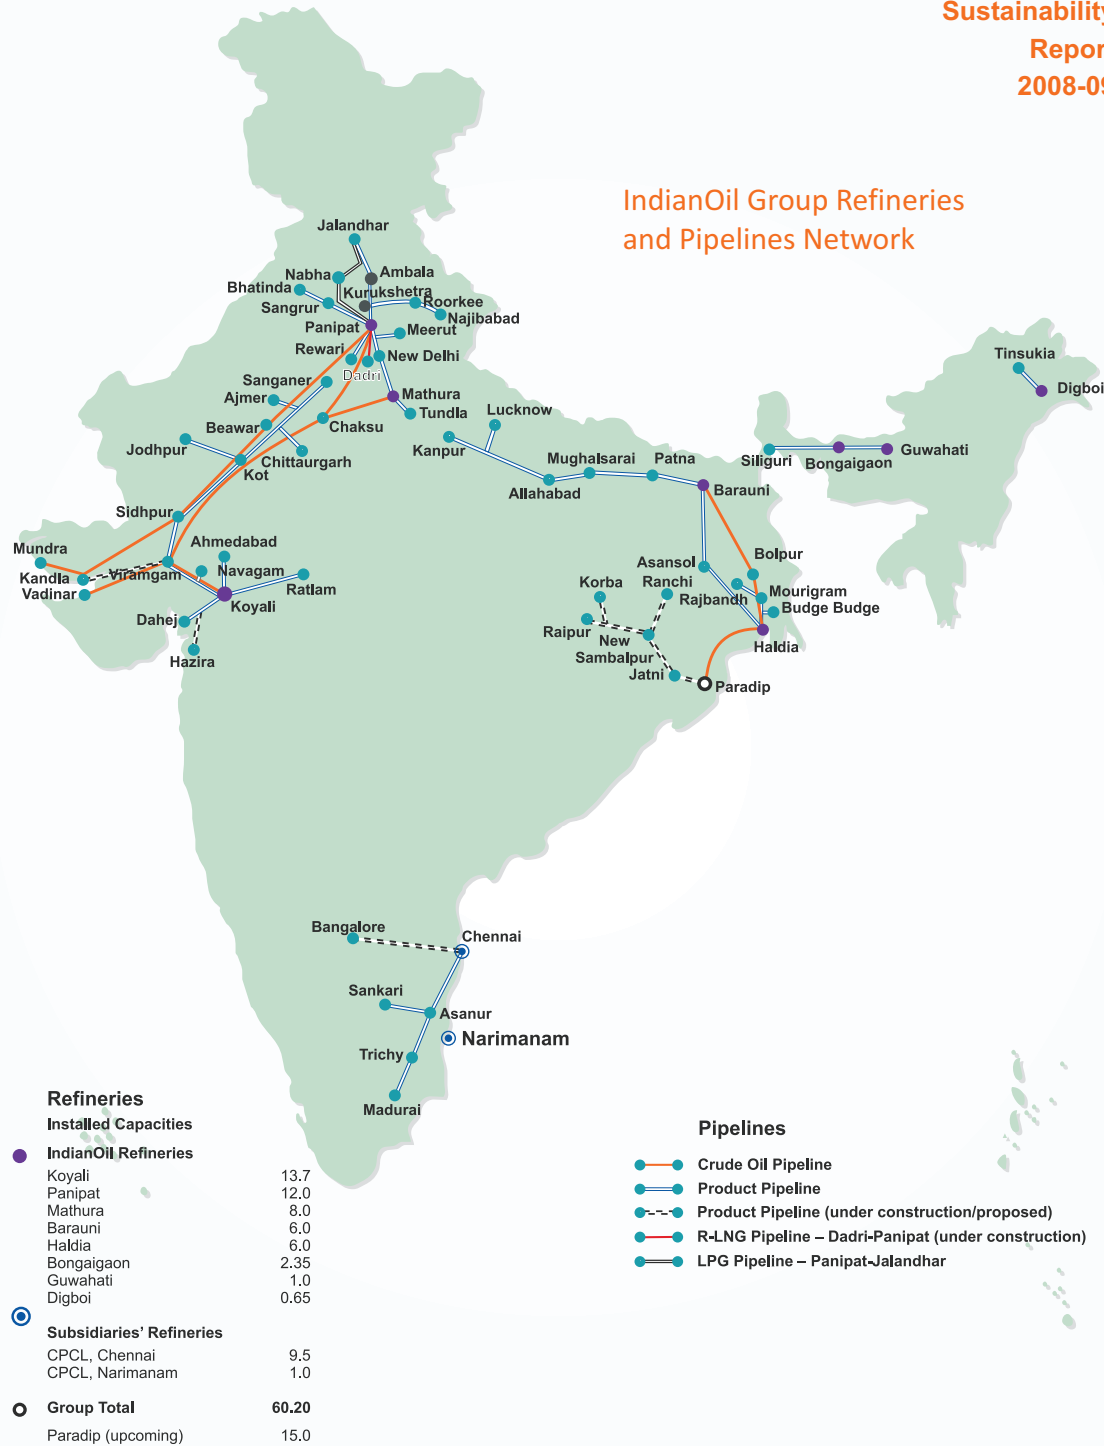 Sustainability
Repor
2008-09
IndianOil Group Refineries
and Pipelines Network
Jalandhar
Nabha
Ambala
Bhatinda
Kurukshetra
Sangrur
Roorkee
Najibabad
Panipat
Meerut
Rewari
New Delhi
Dadri
Sanganer
Ajmer
Mathura
Tundla
Beawar
Chaksu
Lucknow
Jodhpur
Kot
Chittaurgarh
Kanpur
Mughalsarai
Patna
Allahabad
Barauni
Siliguri
Bongaigaon
Guwahati
Tinsukia
Digboi
Sidhpur
Mundra
Kandla
Vadinar
Viramgam
Ahmedabad
Navagam
Ratlam
Koyali
Dahej
Hazira
Asansol
Bolpur
Korba
Ranchi
Rajbandh
Mourigram
Budge Budge
Raipur
New
Sambalpur
Haldia
Jatni
Paradip
Bangalore
Chennai
Sankari
Asanur
Narimanam
Trichy
Madurai
Refineries
Installed Capacities
IndianOil Refineries
Koyali 13.7
Panipat 12.0
Mathura 8.0
Barauni 6.0
Haldia 6.0
Bongaigaon 2.35
Guwahati 1.0
Digboi 0.65
Subsidiaries' Refineries
CPCL, Chennai 9.5
CPCL, Narimanam 1.0
Group Total 60.20
Paradip (upcoming) 15.0
Pipelines
Crude Oil Pipeline
Product Pipeline
Product Pipeline (under construction/proposed)
R-LNG Pipeline – Dadri-Panipat (under construction)
LPG Pipeline – Panipat-Jalandhar